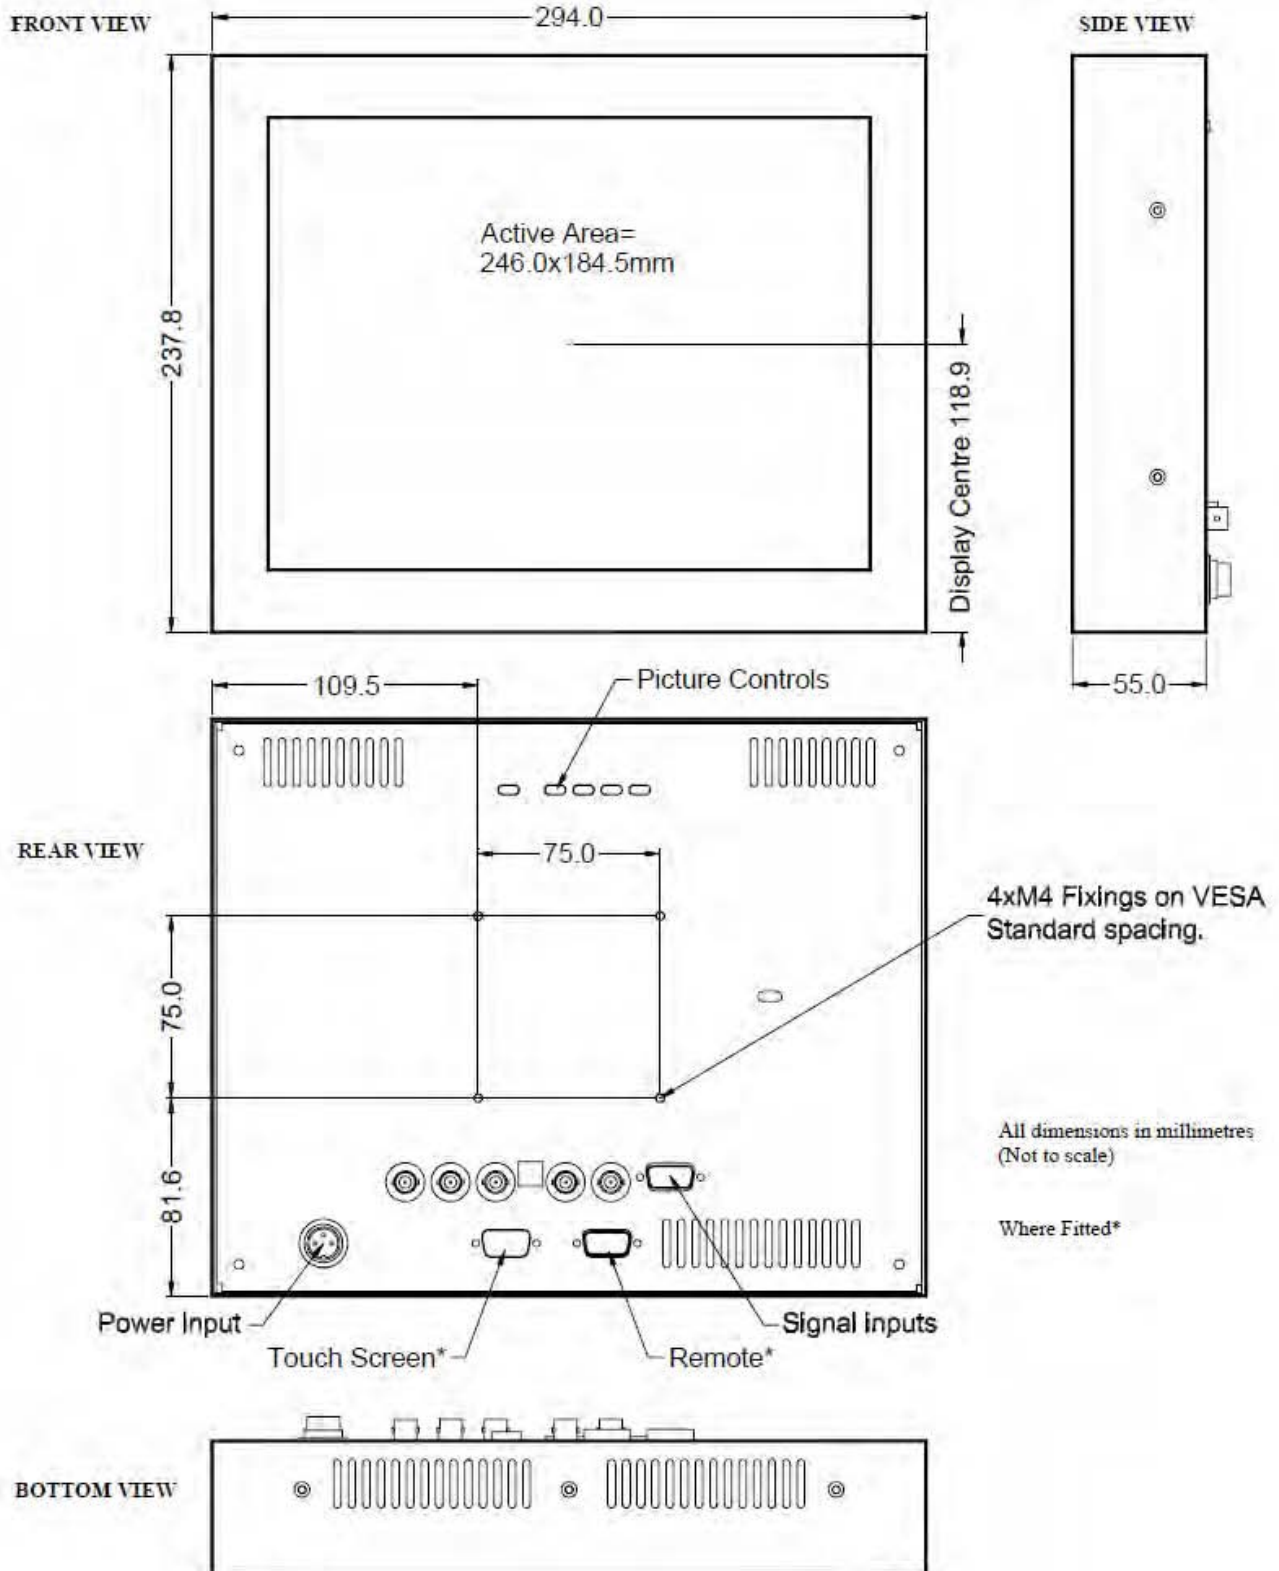 FRONT VIEW
294.0
SIDE VIEW
Active Area=
246.0x184.5mm
237.8
Display Centre 118.9
109.5
Picture Controls
55.0
REAR VIEW
75.0
4xM4 Fixings on VESA
Standard spacing.
75.0
All dimensions in millimetres
(Not to scale)
81.6
Where Fitted*
Power Input
Signal inputs
Touch Screen*
Remote*
BOTTOM VIEW